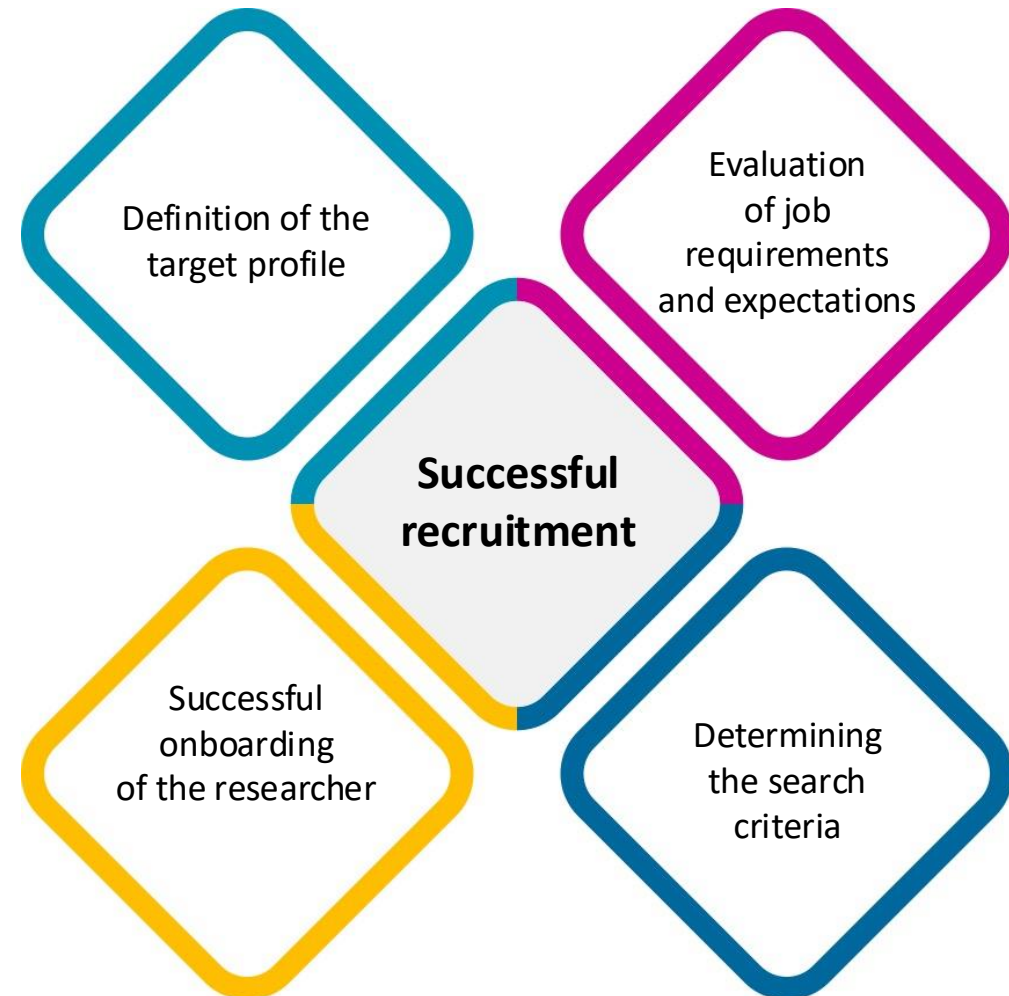 Definition of the
target profile
Evaluation
of job
requirements
and expectations
Successful
recruitment
Successful
onboarding
of the researcher
Determining
the search
criteria